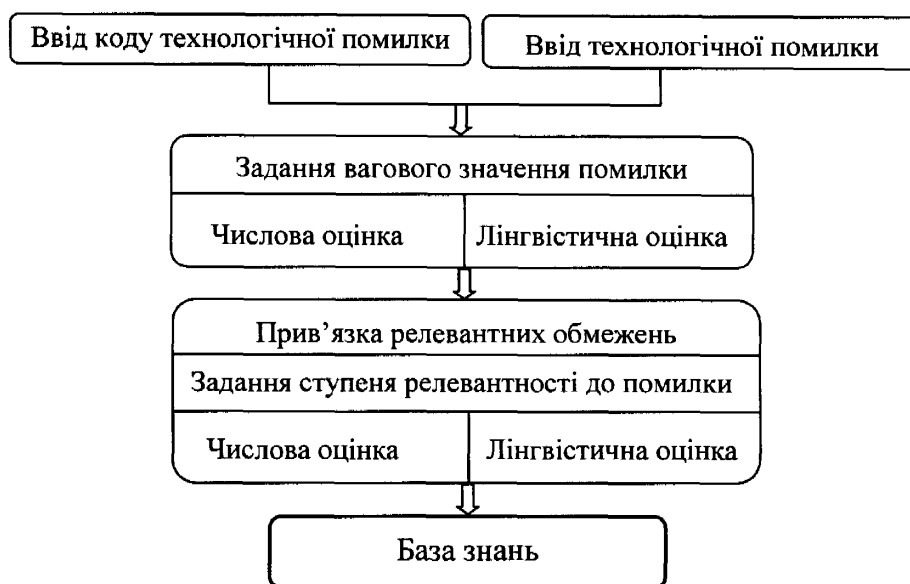 Ввід коду технологічної помилки
Ввід технологічної помилки
Задання вагового значення помилки
Числова оцінка
Лінгвістична оцінка
Прив’язка релевантних обмежень
Задання ступеня релевантності до помилки
Числова оцінка
Лінгвістична оцінка
База знань